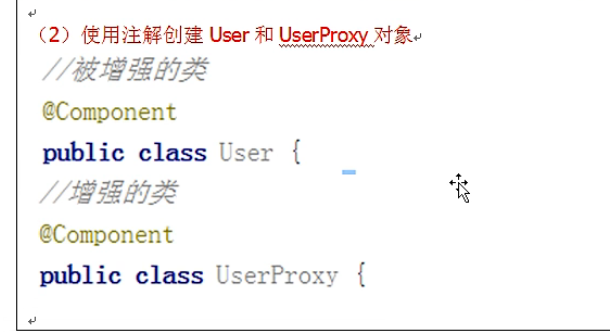 （2）使用注解创建 User 和 UserProxy 对象
//被增强的类
@Component
public class User {
//增强的类
@Component
public class UserProxy {